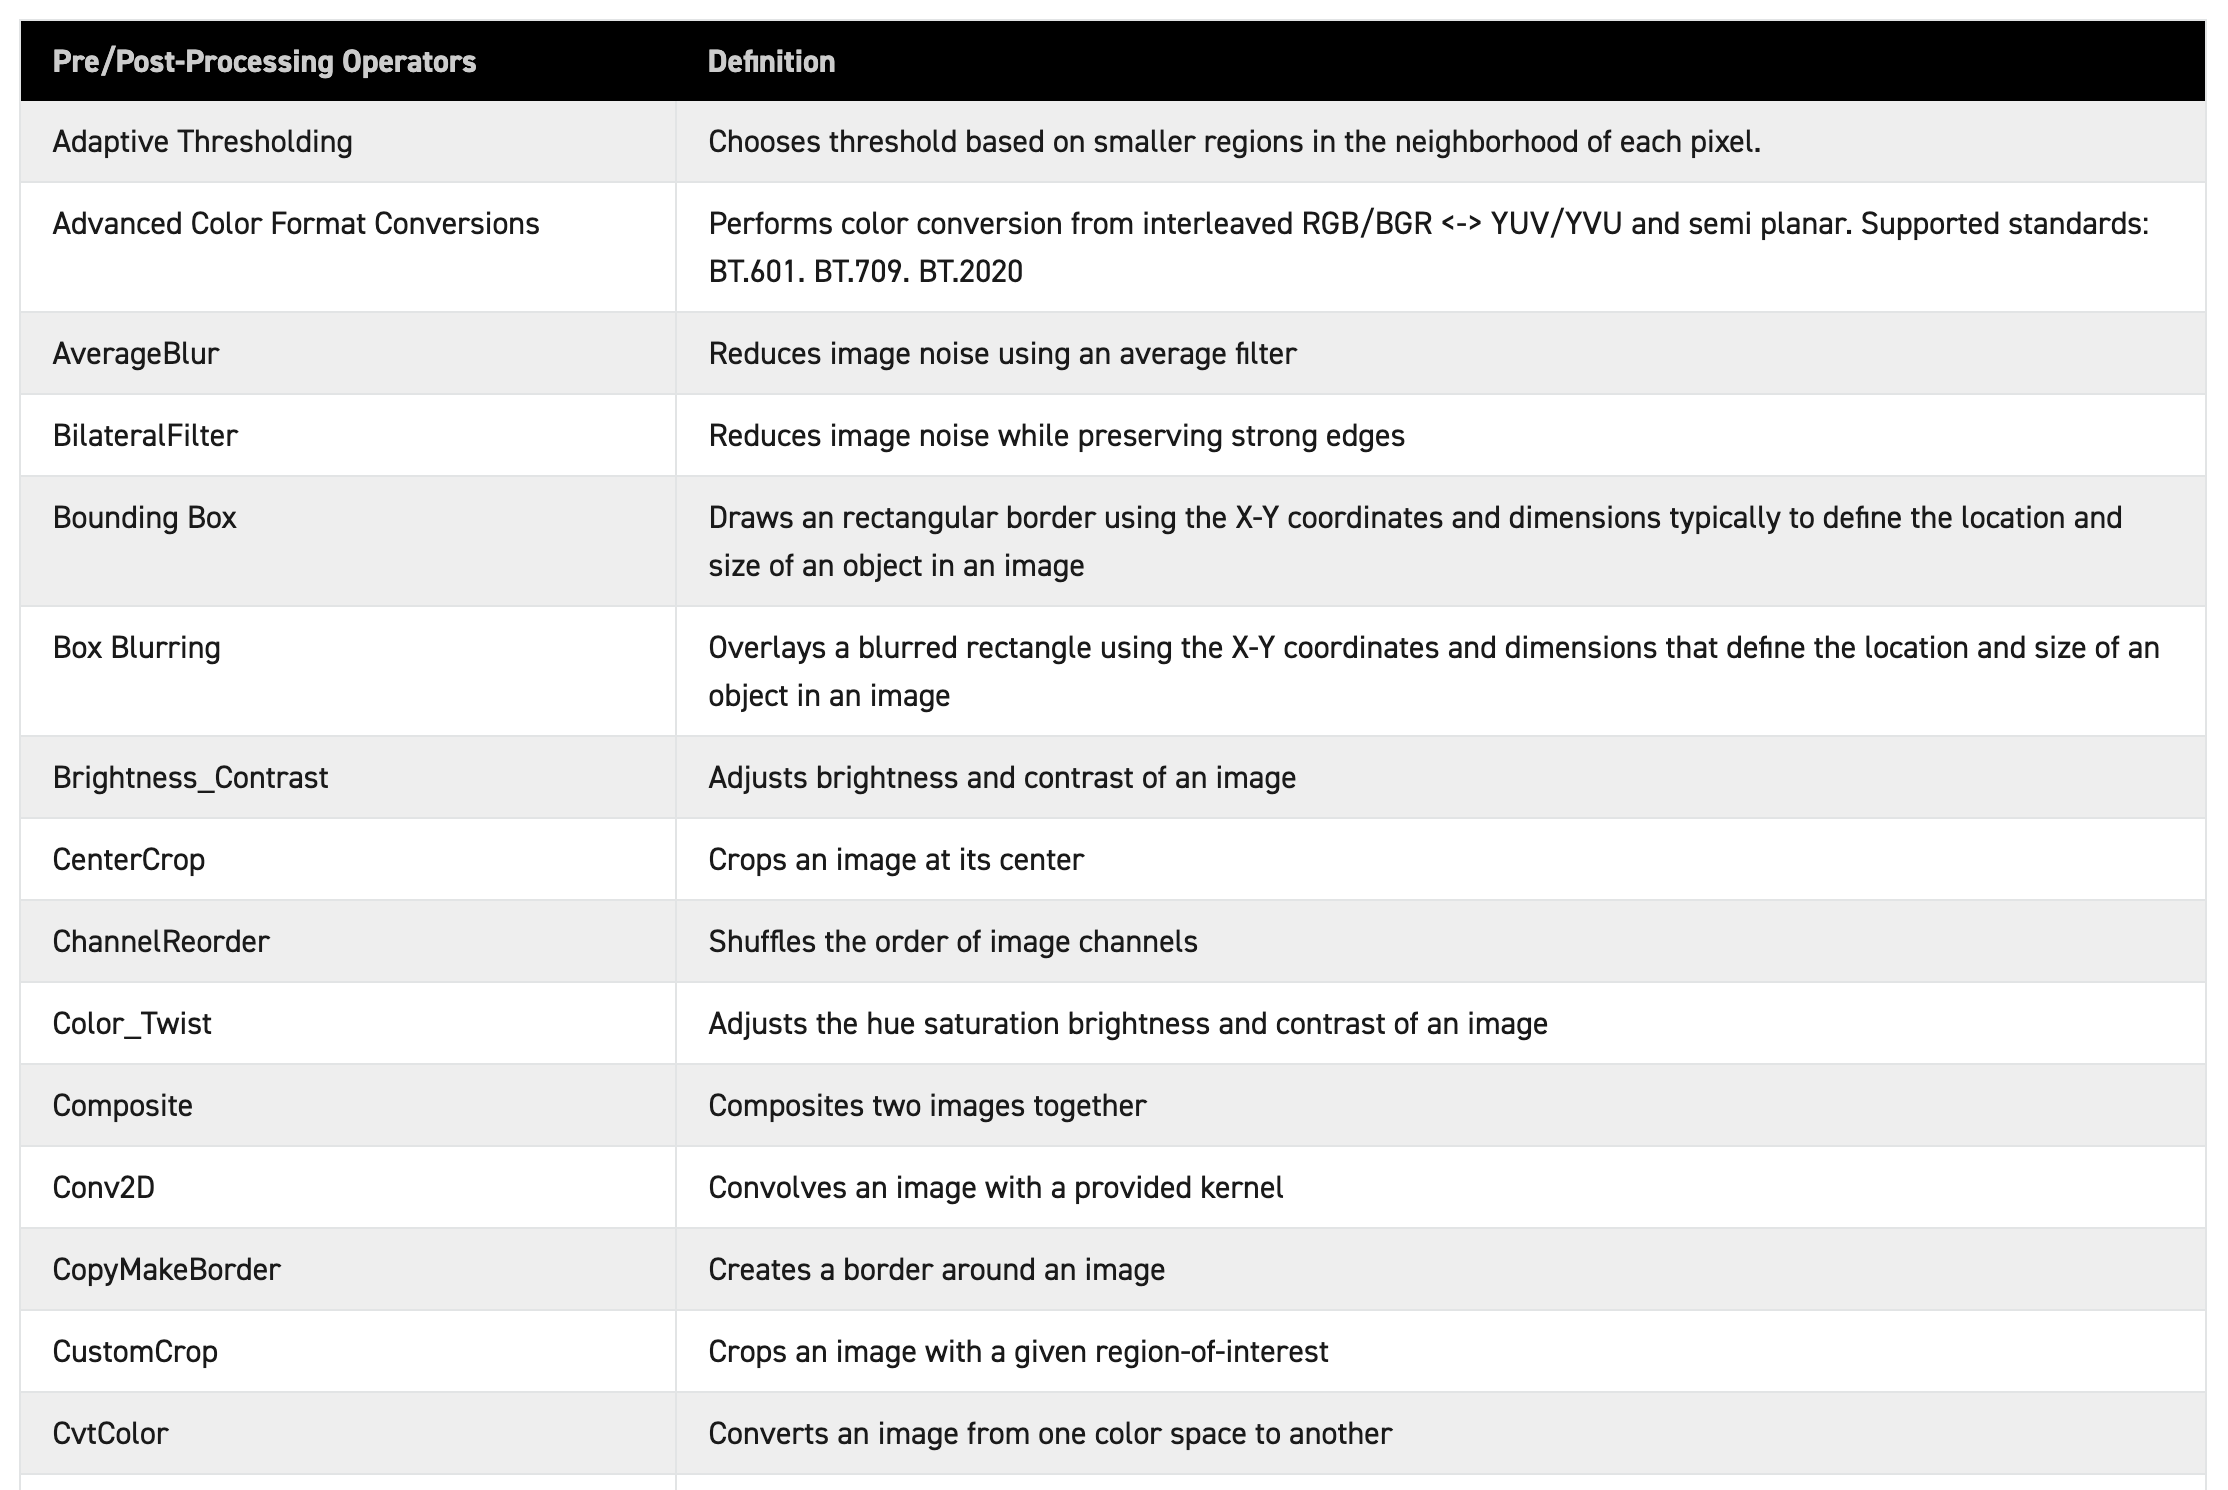 Pre/Post-Processing Operators
Definition
Adaptive Thresholding
Chooses threshold based on smaller regions in the neighborhood of each pixel.
Advanced Color Format Conversions
Performs color conversion from interleaved RGB/BGR <-> YUV/YVU and semi planar. Supported standards:
BT.601. BT.709. BT.2020
AverageBlur
Reduces image noise using an average filter
BilateralFilter
Reduces image noise while preserving strong edges
Bounding Box
Draws an rectangular border using the X-Y coordinates and dimensions typically to define the location and
size of an object in an image
Box Blurring
Overlays a blurred rectangle using the X-Y coordinates and dimensions that define the location and size of an
object in an image
Brightness_Contrast
Adjusts brightness and contrast of an image
CenterCrop
Crops an image at its center
ChannelReorder
Shuffles the order of image channels
Color_Twist
Adjusts the hue saturation brightness and contrast of an image
Composite
Composites two images together
Conv2D
Convolves an image with a provided kernel
CopyMakeBorder
Creates a border around an image
CustomCrop
Crops an image with a given region-of-interest
CvtColor
Converts an image from one color space to another